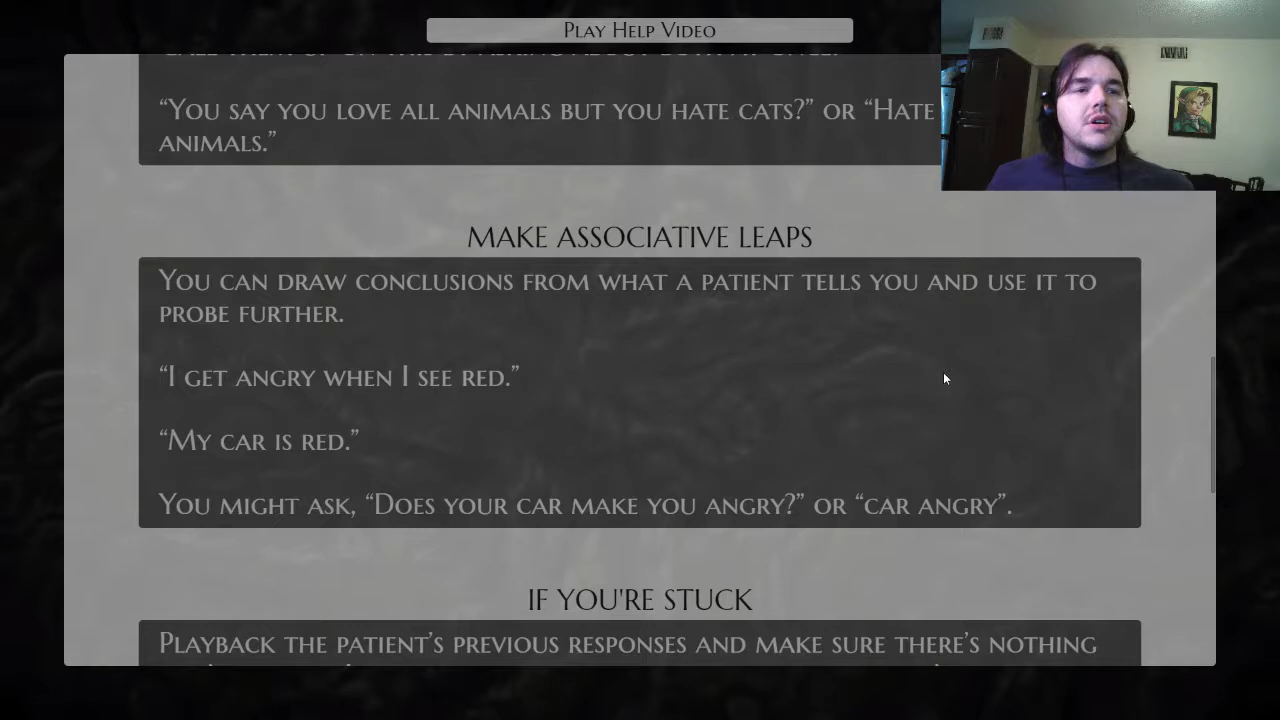 Play Help Video
“You say you love all animals but you hate cats?” or “Hate
animals.”
MAKE ASSOCIATIVE LEAPS
You can draw conclusions from what a patient tells you and use it to
probe further.
“I get angry when I see red.”
“My car is red.”
You might ask, “Does your car make you angry?” or “car angry”.
IF YOU'RE STUCK
Playback the patient’s previous responses and make sure there’s nothing